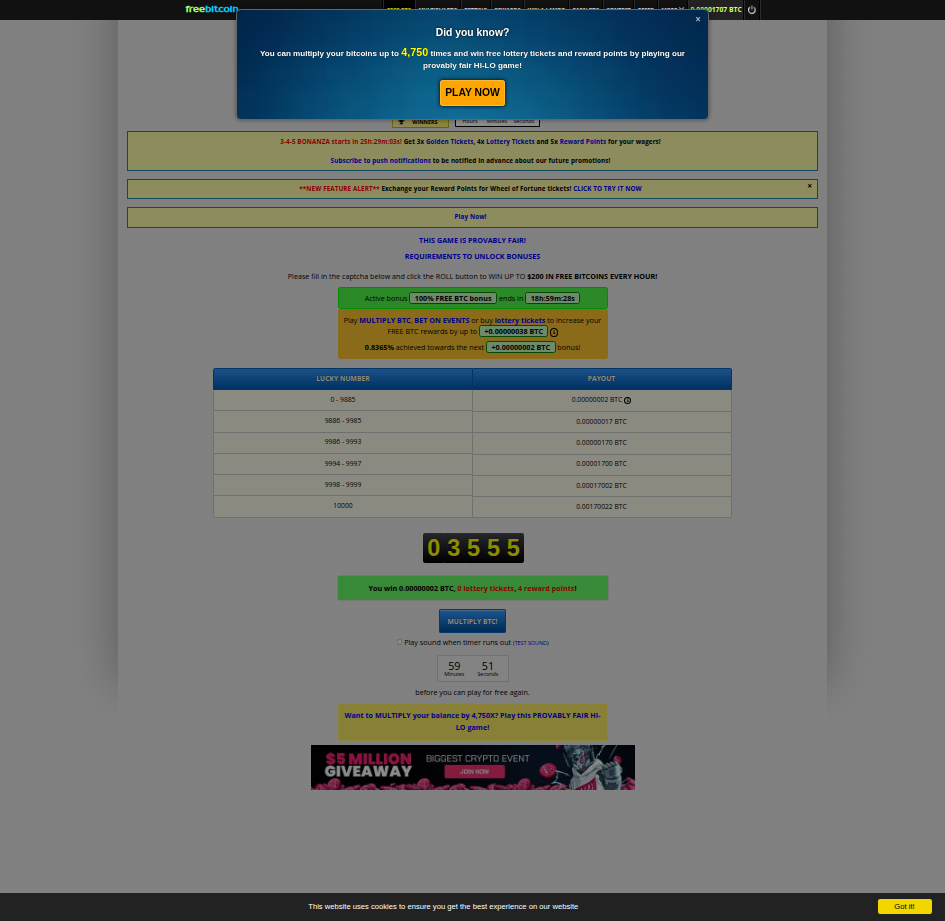 freebitcoin
0.00001707 BTC
×
Did you know?
You can multiply your bitcoins up to 4,750 times and win free lottery tickets and reward points by playing our
provably fair HI-LO game!
PLAY NOW
WINNERS
Hours Minutes Seconds
3-4-5 BONANZA starts in 25h:29m:03s! Get 3x Golden Tickets, 4x Lottery Tickets and 5x Reward Points for your wagers!
Subscribe to push notifications to be notified in advance about our future promotions!
**NEW FEATURE ALERT** Exchange your Reward Points for Wheel of Fortune tickets! CLICK TO TRY IT NOW
×
Play Now!
THIS GAME IS PROVABLY FAIR!
REQUIREMENTS TO UNLOCK BONUSES
Please fill in the captcha below and click the ROLL button to WIN UP TO $200 IN FREE BITCOINS EVERY HOUR!
Active bonus 100% FREE BTC bonus ends in 18h:59m:28s
Play MULTIPLY BTC, BET ON EVENTS or buy lottery tickets to increase your
FREE BTC rewards by up to +0.00000038 BTC
0.8365% achieved towards the next +0.00000002 BTC bonus!
LUCKY NUMBER PAYOUT
0 - 9885 0.00000002 BTC
9886 - 9985 0.00000017 BTC
9986 - 9993 0.00000170 BTC
9994 - 9997 0.00001700 BTC
9998 - 9999 0.00017002 BTC
10000 0.00170022 BTC
03555
You win 0.00000002 BTC, 0 lottery tickets, 4 reward points!
MULTIPLY BTC!
Play sound when timer runs out (TEST SOUND)
59 51
Minutes Seconds
before you can play for free again.
Want to MULTIPLY your balance by 4,750X? Play this PROVABLY FAIR HI-
LO game!
$5 MILLION
GIVEAWAY
BIGGEST CRYPTO EVENT
JOIN NOW
This website uses cookies to ensure you get the best experience on our website
Got it!